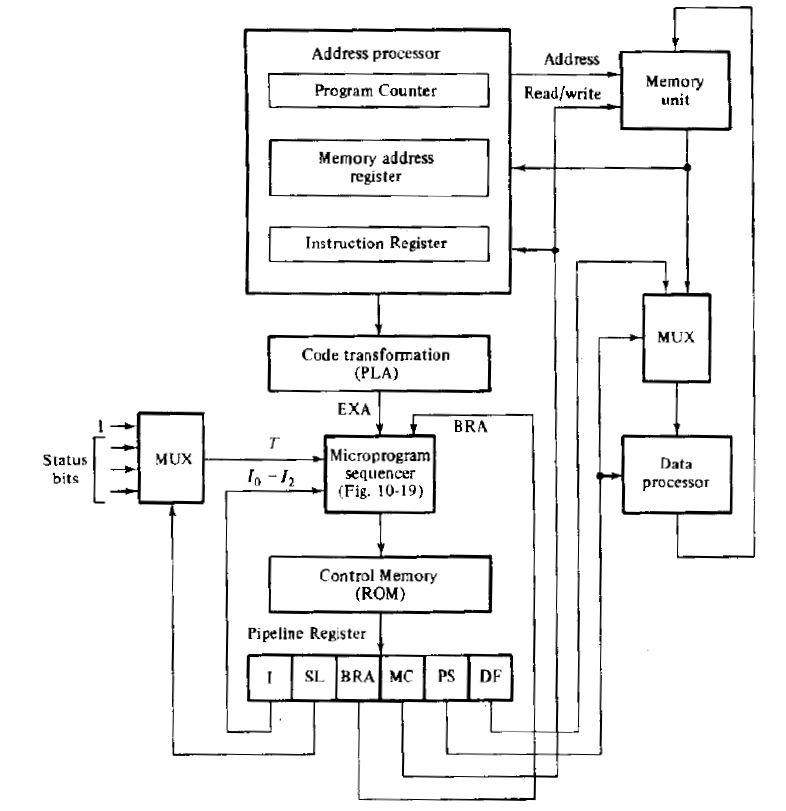 Address processor
Program Counter
Memory address
register
Instruction Register
Address
Read/write
Memory
unit
MUX
Data
processor
Code transformation
(PLA)
EXA
BRA
1
Status
bits
MUX
T
I₀ – I₂
Microprogram
sequencer
(Fig. 10-19)
Control Memory
(ROM)
Pipeline Register
I SL BRA MC PS DF